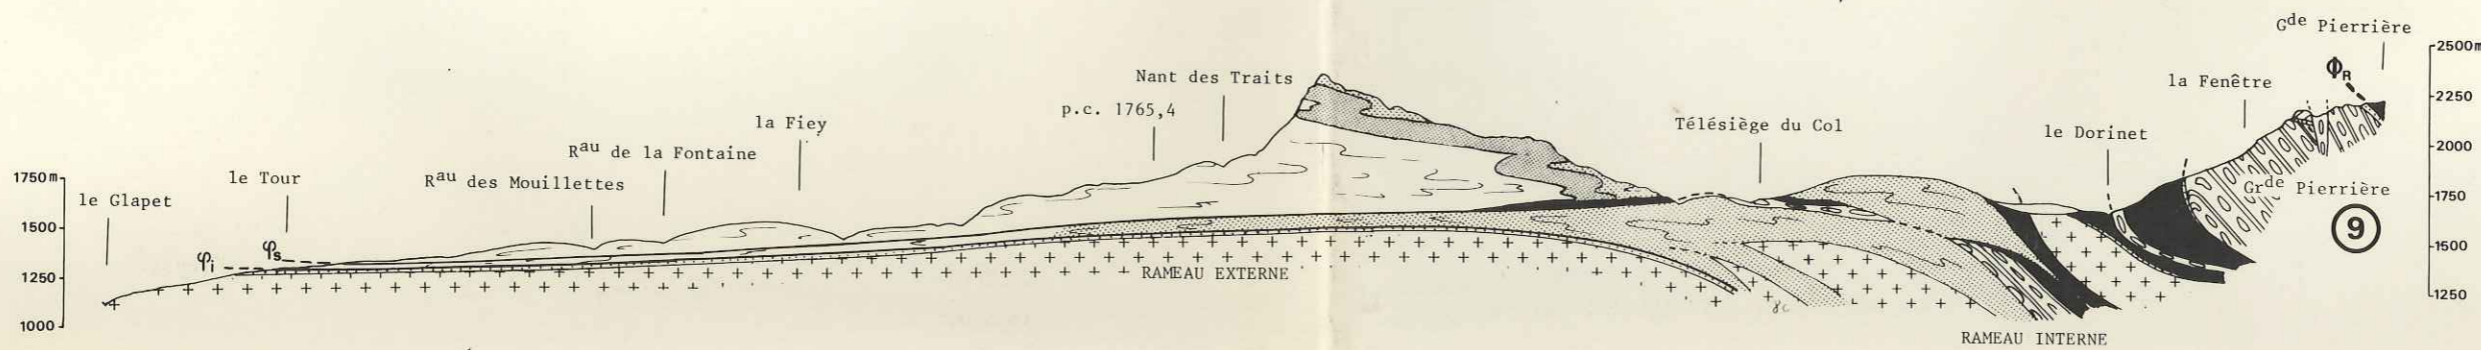 Gde Pierrière
2500m
ΦR
la Fenêtre
Nant des Traits
2250
p.c. 1765,4
la Fiey
Télésiège du Col
le Dorinet
2000
Rau de la Fontaine
1750m
le Tour
Rau des Mouillettes
Grde Pierrière
1750
le Glapet
1500
9
1500
φi
φs
1250
RAMEAU EXTERNE
1250
1000
RAMEAU INTERNE